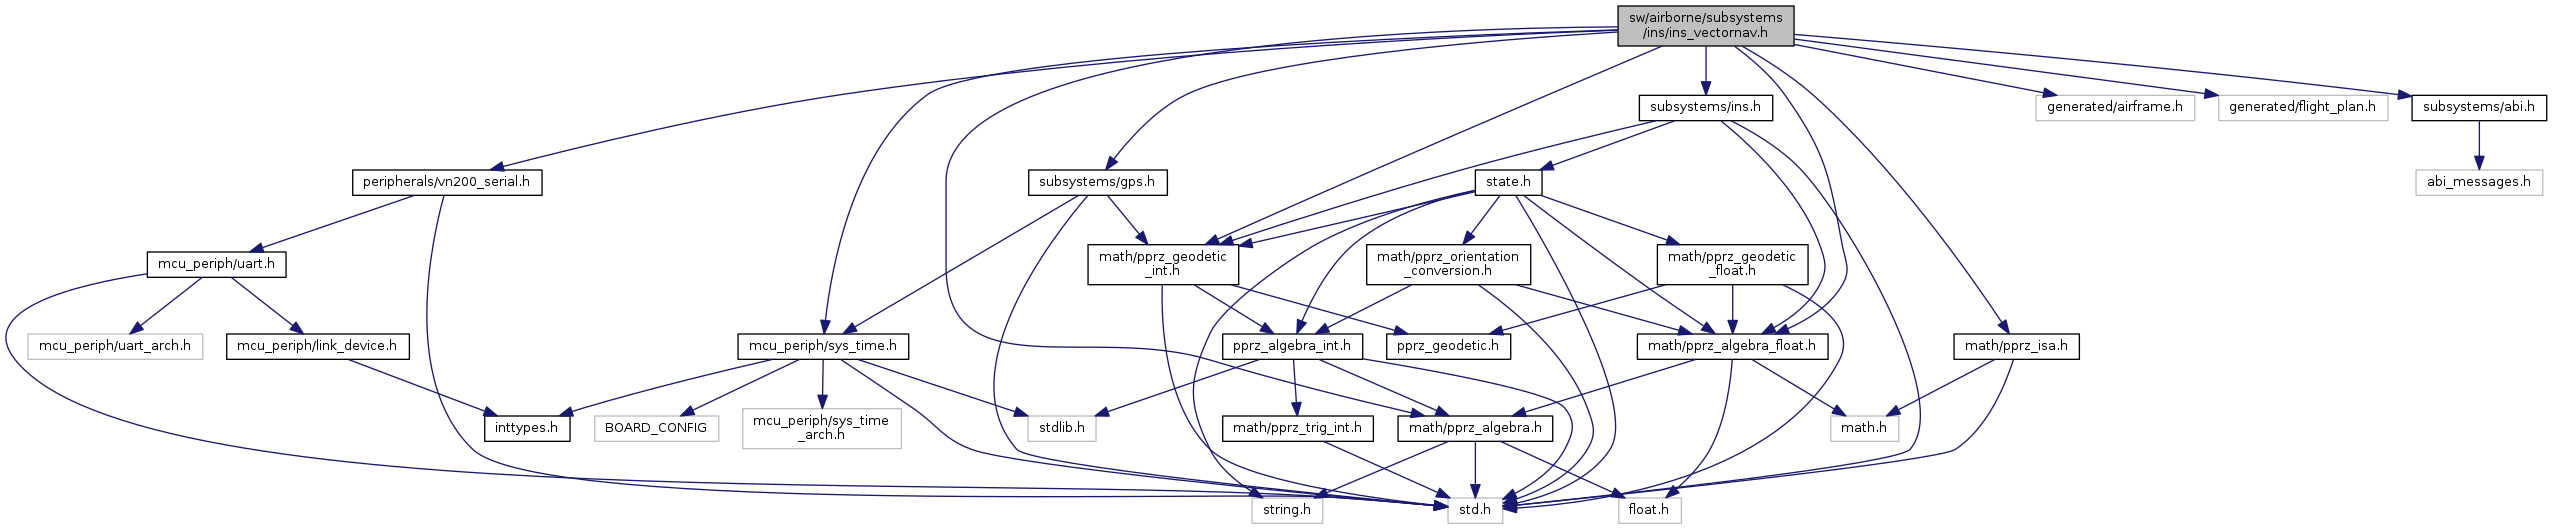 sw/airborne/subsystems
/ins/ins_vectornav.h
subsystems/ins.h
generated/airframe.h
generated/flight_plan.h
subsystems/abi.h
peripherals/vn200_serial.h
subsystems/gps.h
state.h
abi_messages.h
mcu_periph/uart.h
math/pprz_geodetic
_int.h
math/pprz_orientation
_conversion.h
math/pprz_geodetic
_float.h
mcu_periph/uart_arch.h
mcu_periph/link_device.h
mcu_periph/sys_time.h
pprz_algebra_int.h
pprz_geodetic.h
math/pprz_algebra_float.h
math/pprz_isa.h
inttypes.h
BOARD_CONFIG
mcu_periph/sys_time
_arch.h
stdlib.h
math/pprz_trig_int.h
math/pprz_algebra.h
math.h
string.h
std.h
float.h